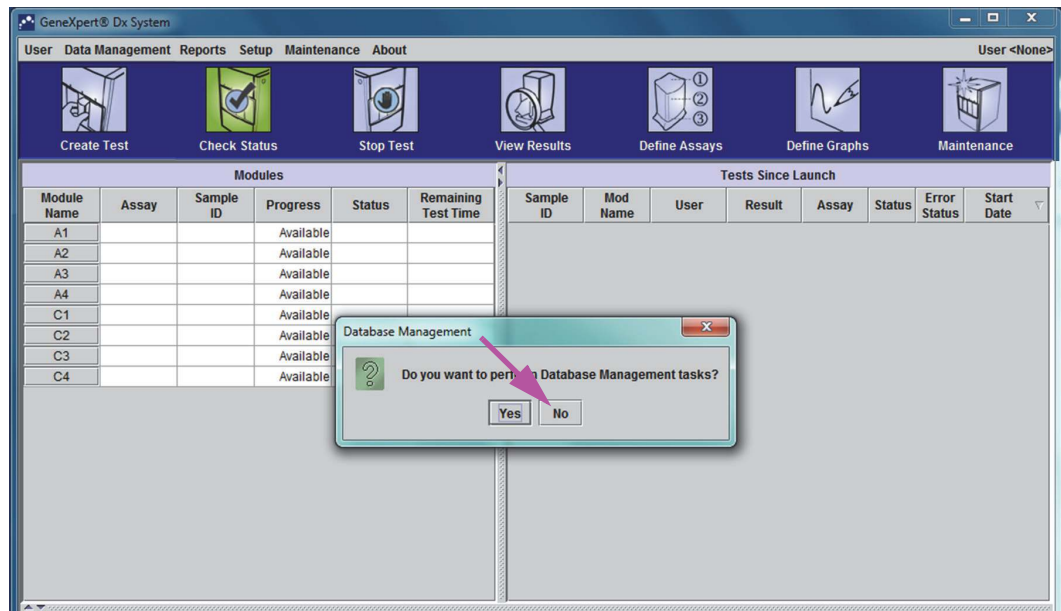 GeneXpert® Dx System
User Data Management Reports Setup Maintenance About User <None>
Create Test Check Status Stop Test View Results Define Assays Define Graphs Maintenance
① ② ③
Modules Tests Since Launch
Module Name Assay Sample ID Progress Status Remaining Test Time Sample ID Mod Name User Result Assay Status Error Status Start Date
A1 Available
A2 Available
A3 Available
A4 Available
C1 Available
C2 Available
C3 Available
C4 Available
Database Management
Do you want to Database Management tasks?
Yes No